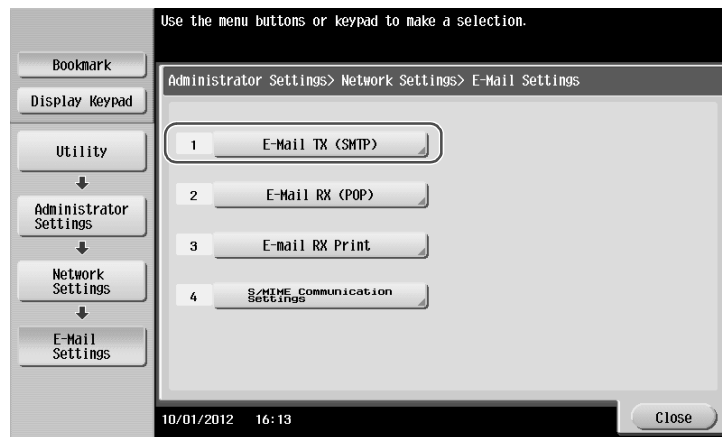 Use the menu buttons or keypad to make a selection.
Bookmark
Display Keypad
Utility
Administrator
Settings
Network
Settings
E-Mail
Settings
Administrator Settings> Network Settings> E-Mail Settings
1 E-Mail TX (SMTP)
2 E-Mail RX (POP)
3 E-mail RX Print
4 S/MIME Communication
Settings
10/01/2012 16:13
Close